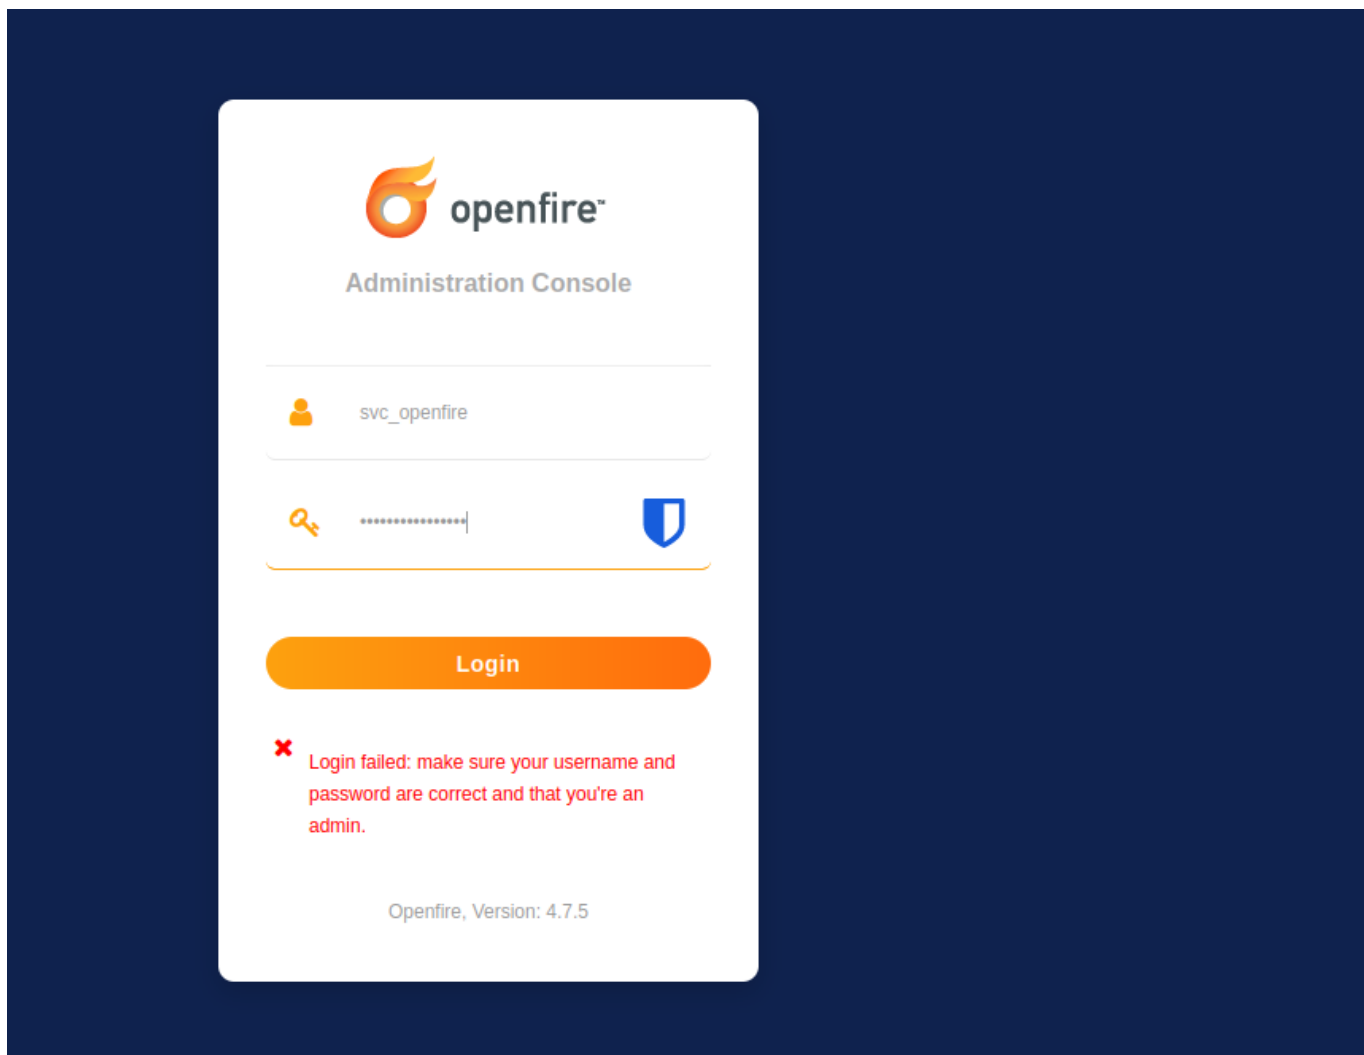 openfire™
Administration Console
svc_openfire
••••••••••••••••
Login
Login failed: make sure your username and
password are correct and that you're an
admin.
Openfire, Version: 4.7.5